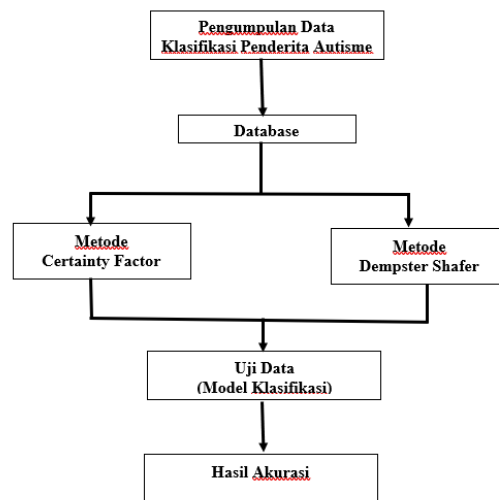 Pengumpulan Data
Klasifikasi Penderita Autisme
Database
Metode
Certainty Factor
Metode
Dempster Shafer
Uji Data
(Model Klasifikasi)
Hasil Akurasi